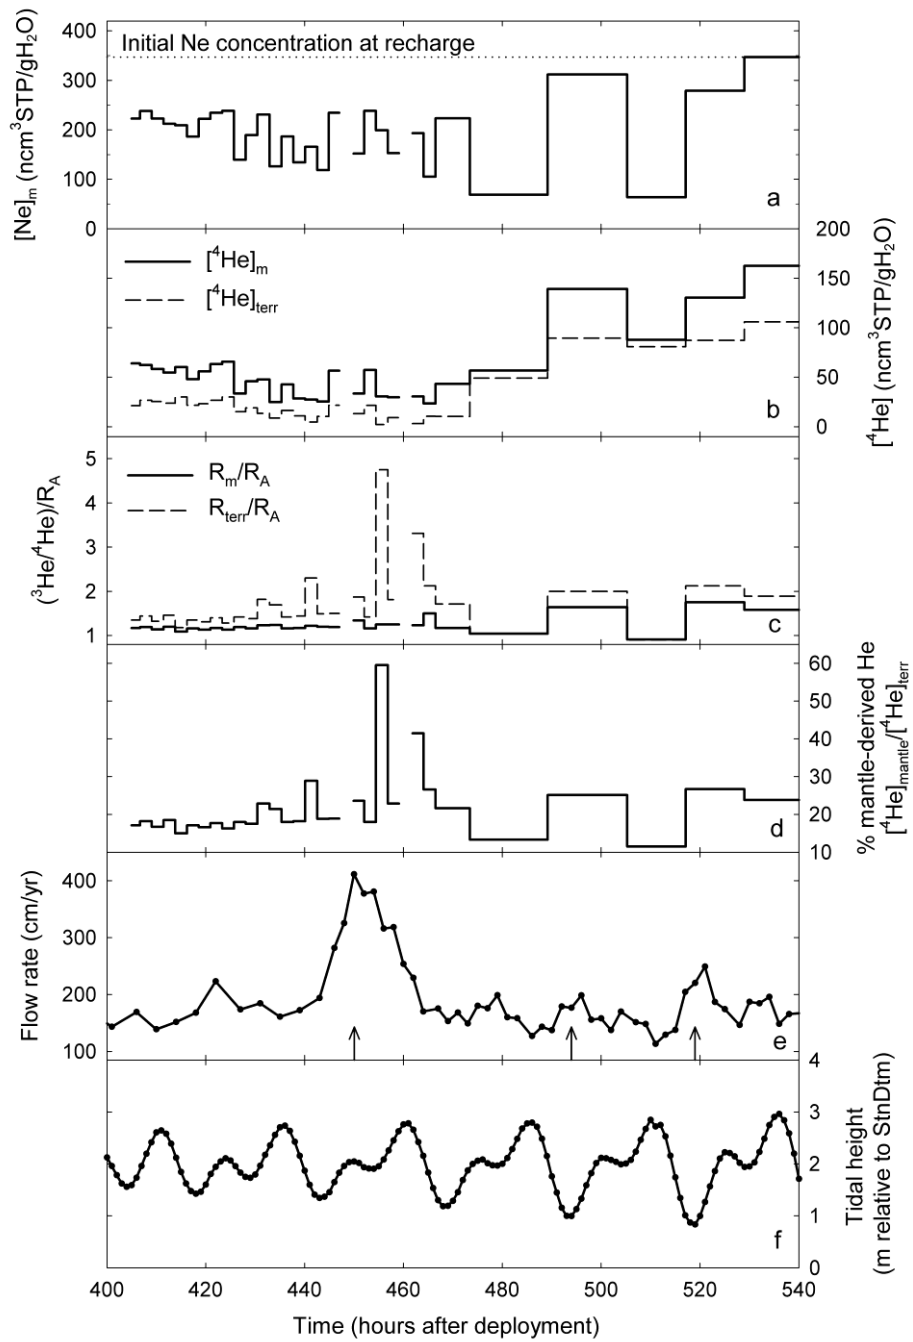 Initial Ne concentration at recharge
[Ne]m (ncm³STP/gH₂O)
400
300
200
100
0
a
[⁴He]m
[⁴He]terr
200
150
100
50
0
[⁴He] (ncm³STP/gH₂O)
b
(³He/⁴He)/RA
5
4
3
2
1
Rm/RA
Rterr/RA
c
60
50
40
30
20
10
% mantle-derived He
[⁴He]mantle/[⁴He]terr
d
Flow rate (cm/yr)
400
300
200
100
e
4
3
2
1
0
Tidal height
(m relative to StnDtm)
f
400 420 440 460 480 500 520 540
Time (hours after deployment)